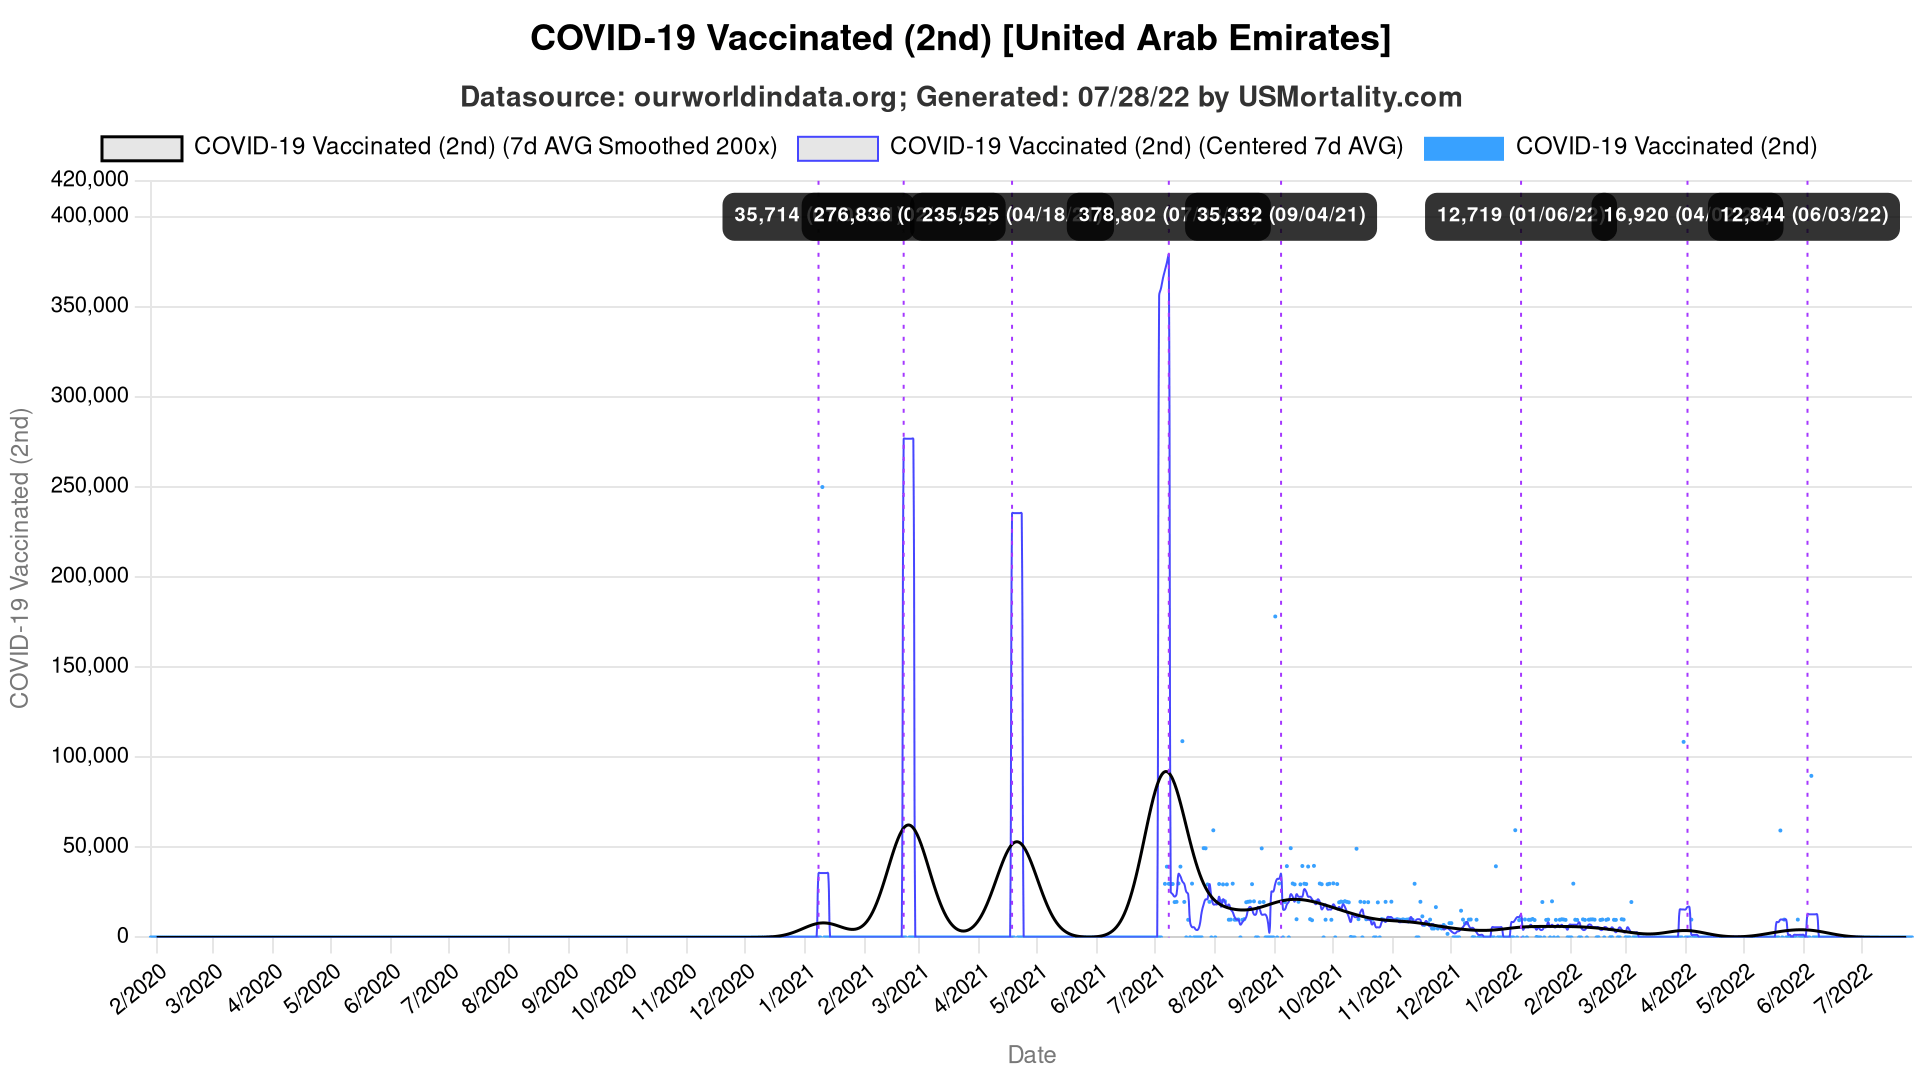 COVID-19 Vaccinated (2nd) [United Arab Emirates]
Datasource: ourworldindata.org; Generated: 07/28/22 by USMortality.com
COVID-19 Vaccinated (2nd) (7d AVG Smoothed 200x) COVID-19 Vaccinated (2nd) (Centered 7d AVG) COVID-19 Vaccinated (2nd)
35,714 276,836 235,525 (04/18 378,802 35,332 (09/04/21) 12,719 (01/06/22) 16,920 12,844 (06/03/22)
420,000
400,000
350,000
300,000
250,000
200,000
150,000
100,000
50,000
0
COVID-19 Vaccinated (2nd)
2/2020 3/2020 4/2020 5/2020 6/2020 7/2020 8/2020 9/2020 10/2020 11/2020 12/2020 1/2021 2/2021 3/2021 4/2021 5/2021 6/2021 7/2021 8/2021 9/2021 10/2021 11/2021 12/2021 1/2022 2/2022 3/2022 4/2022 5/2022 6/2022 7/2022
Date